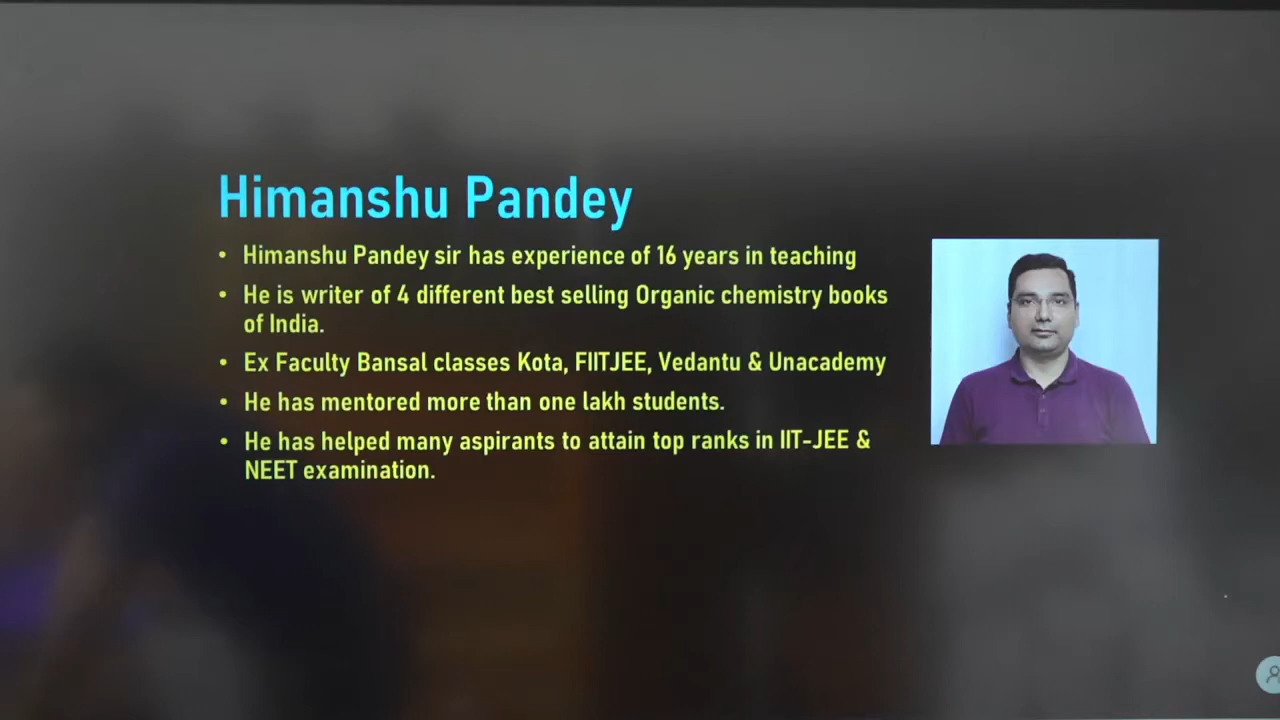 Himanshu Pandey
• Himanshu Pandey sir has experience of 16 years in teaching
• He is writer of 4 different best selling Organic chemistry books
of India.
• Ex Faculty Bansal classes Kota, FIITJEE, Vedantu & Unacademy
• He has mentored more than one lakh students.
• He has helped many aspirants to attain top ranks in IIT-JEE &
NEET examination.